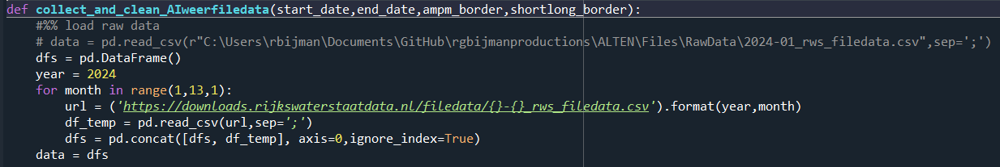 def collect_and_clean_AIweerfiledata(start_date,end_date,ampm_border,shortlong_border):
    #%% load raw data
    # data = pd.read_csv(r"C:\Users\rbijman\Documents\GitHub\rgbijmanproductions\ALTEN\Files\RawData\2024-01_rws_filedata.csv",sep=';')
    dfs = pd.DataFrame()
    year = 2024
    for month in range(1,13,1):
        url = ('https://downloads.rijkswaterstaatdata.nl/filedata/{}-{}_rws_filedata.csv').format(year,month)
        df_temp = pd.read_csv(url,sep=';')
        dfs = pd.concat([dfs, df_temp], axis=0,ignore_index=True)
    data = dfs